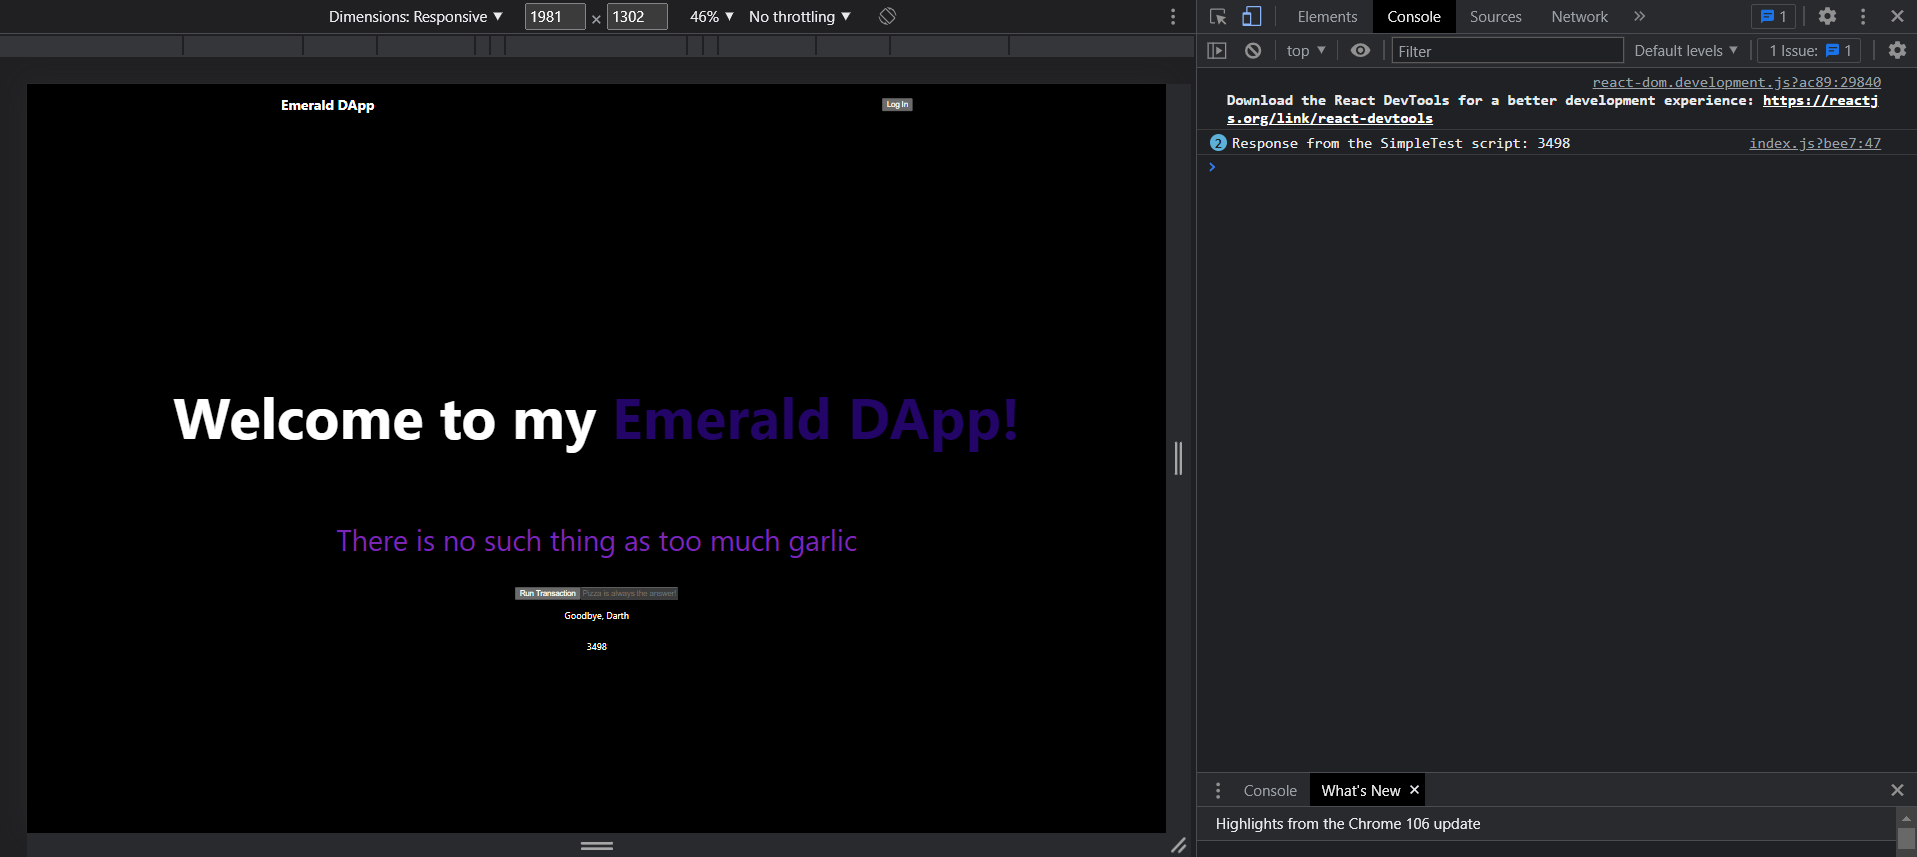 Dimensions: Responsive ▼ 1981 × 1302 46% ▼ No throttling ▼
Elements Console Sources Network » 1
top ▼ Filter Default levels ▼ 1 Issue: 1
Emerald DApp Log In
Welcome to my Emerald DApp!
There is no such thing as too much garlic
Run Transaction Pizza is always the answer!
Goodbye, Darth
3498
react-dom.development.js?ac89:29840
Download the React DevTools for a better development experience: https://reactj
s.org/link/react-devtools
2 Response from the SimpleTest script: 3498 index.js?bee7:47
Console What's New ×
Highlights from the Chrome 106 update